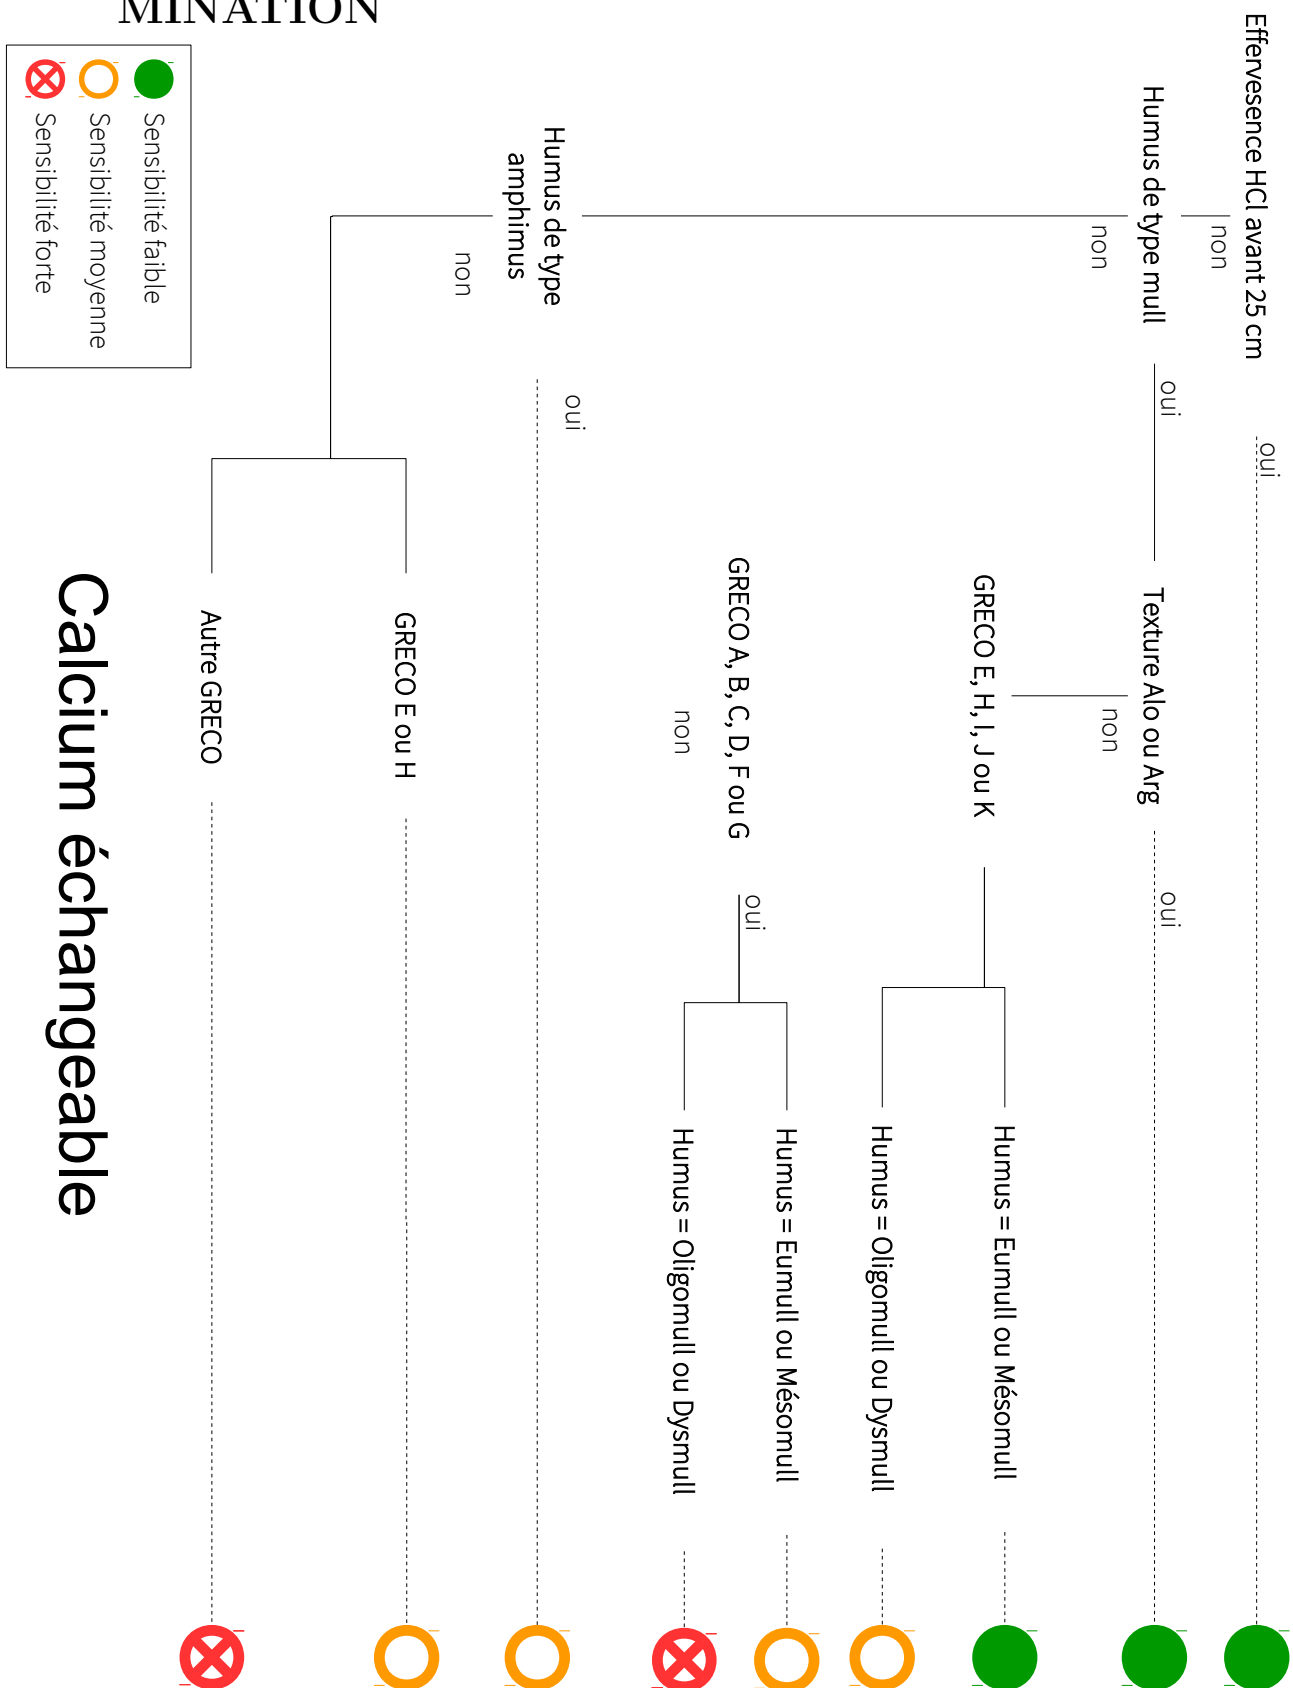 MINATION
Effervesence HCl avant 25 cm
oui
non
Humus de type mull
oui
Texture Alo ou Arg
oui
non
non
GRECO E, H, I, J ou K
Humus = Eumull ou Mésomull
Humus = Oligomull ou Dysmull
GRECO A, B, C, D, F ou G
oui
non
Humus = Eumull ou Mésomull
Humus = Oligomull ou Dysmull
Humus de type
amphimus
oui
non
GRECO E ou H
Autre GRECO
Sensibilité faible
Sensibilité moyenne
Sensibilité forte
Calcium échangeable